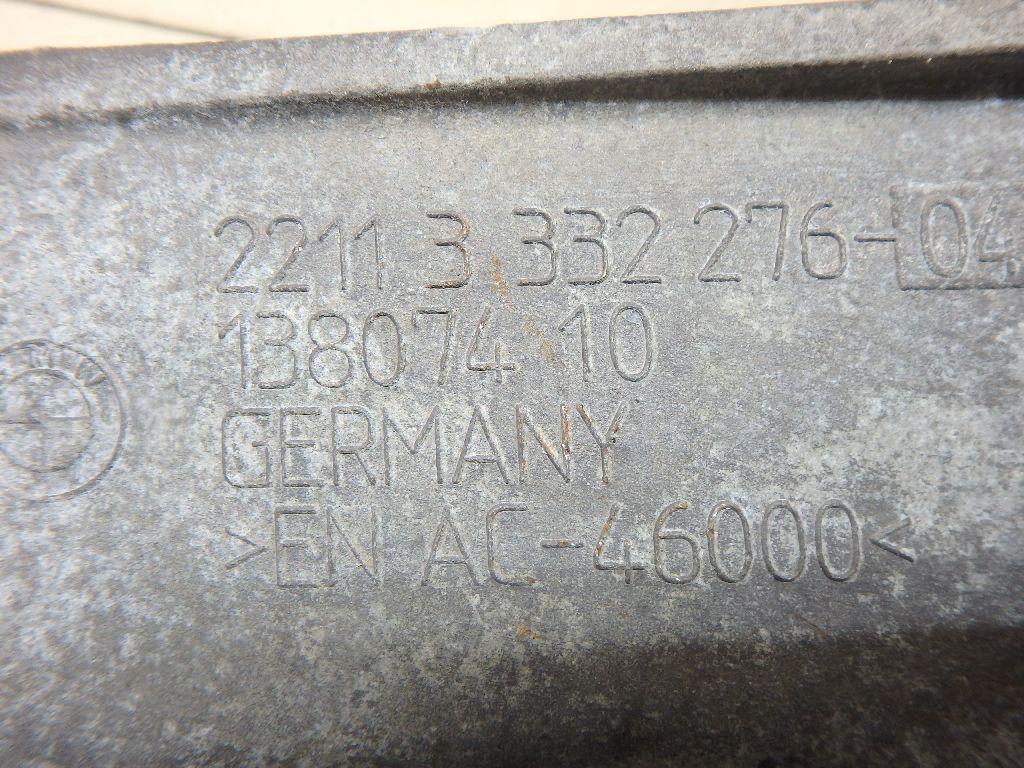 2211 3 332 276-04
138074 10
GERMANY
>EN AC-46000<